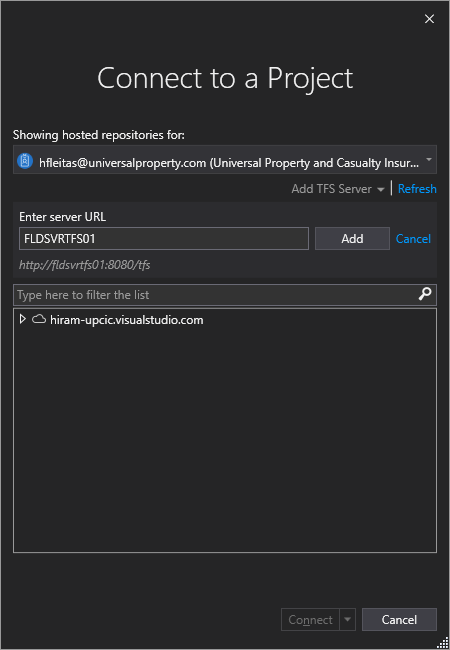 Connect to a Project
Showing hosted repositories for:
hfleitas@universalproperty.com (Universal Property and Casualty Insur...
Add TFS Server | Refresh
Enter server URL
FLDSVRTFS01 Add Cancel
http://fldsvrtfs01:8080/tfs
Type here to filter the list
hiram-upcic.visualstudio.com
Connect Cancel